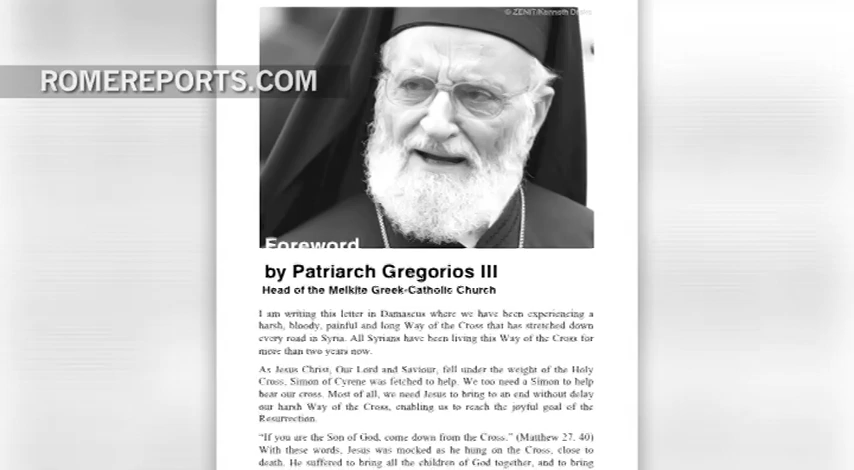 © ZENIT/Kenneth
ROMEREPORTS.COM
Foreword
by Patriarch Gregorios III
Head of the Melkite Greek-Catholic Church
I am writing this letter in Damascus where we have been experiencing a
harsh, bloody, painful and long Way of the Cross that has stretched down
every road in Syria. All Syrians have been living this Way of the Cross for
more than two years now.
As Jesus Christ, Our Lord and Saviour, fell under the weight of the Holy
Cross, Simon of Cyrene was fetched to help. We too need a Simon to help
bear our cross. Most of all, we need Jesus to bring to an end without delay
our harsh Way of the Cross, enabling us to reach the joyful goal of the
Resurrection.
“If you are the Son of God, come down from the Cross.” (Matthew 27. 40)
With these words, Jesus was mocked as he hung on the Cross, close to
death. He suffered to bring all the children of God together, and to bring